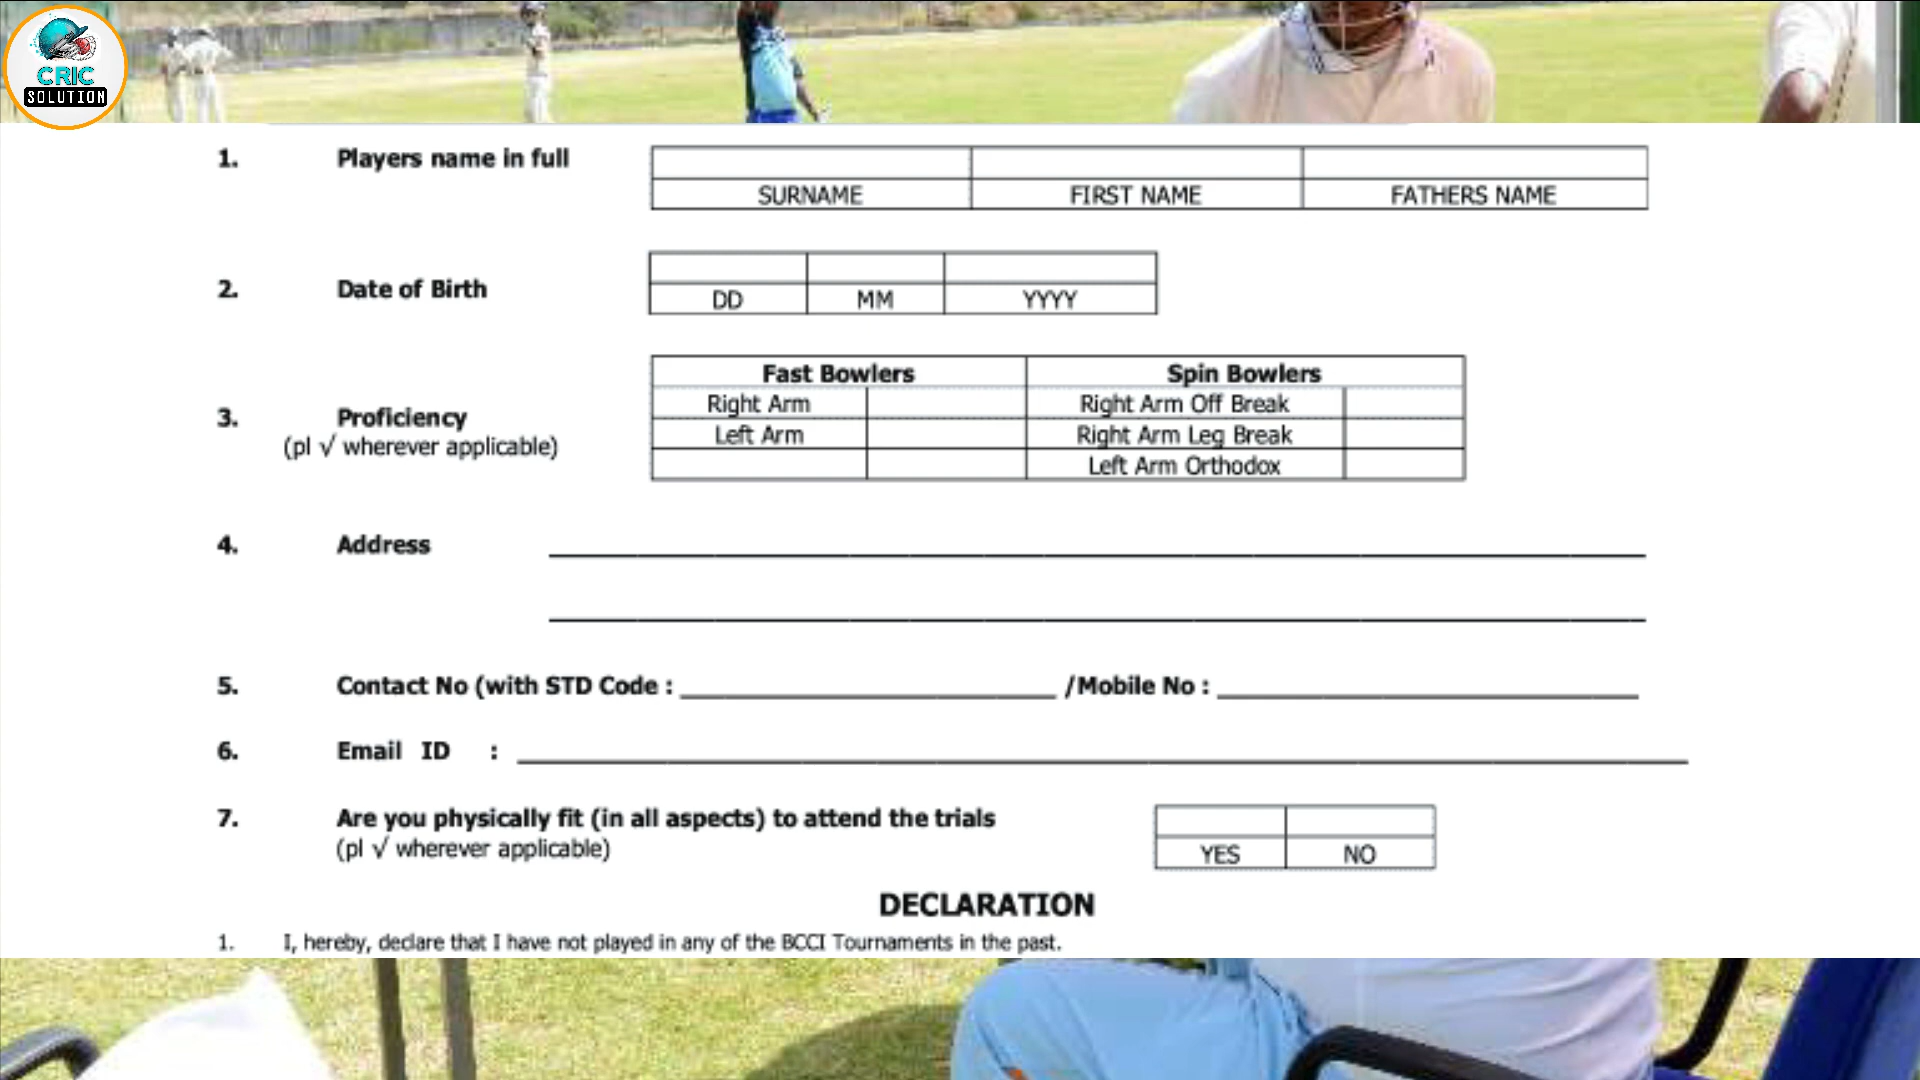 CRIC
SOLUTION
1. Players name in full
SURNAME FIRST NAME FATHERS NAME
2. Date of Birth
DD MM YYYY
Fast Bowlers Spin Bowlers
Right Arm Right Arm Off Break
3. Proficiency
(pl √ wherever applicable)
Left Arm Right Arm Leg Break
Left Arm Orthodox
4. Address
5. Contact No (with STD Code : /Mobile No :
6. Email ID :
7. Are you physically fit (in all aspects) to attend the trials
(pl √ wherever applicable)
YES NO
DECLARATION
1. I, hereby, declare that I have not played in any of the BCCI Tournaments in the past.